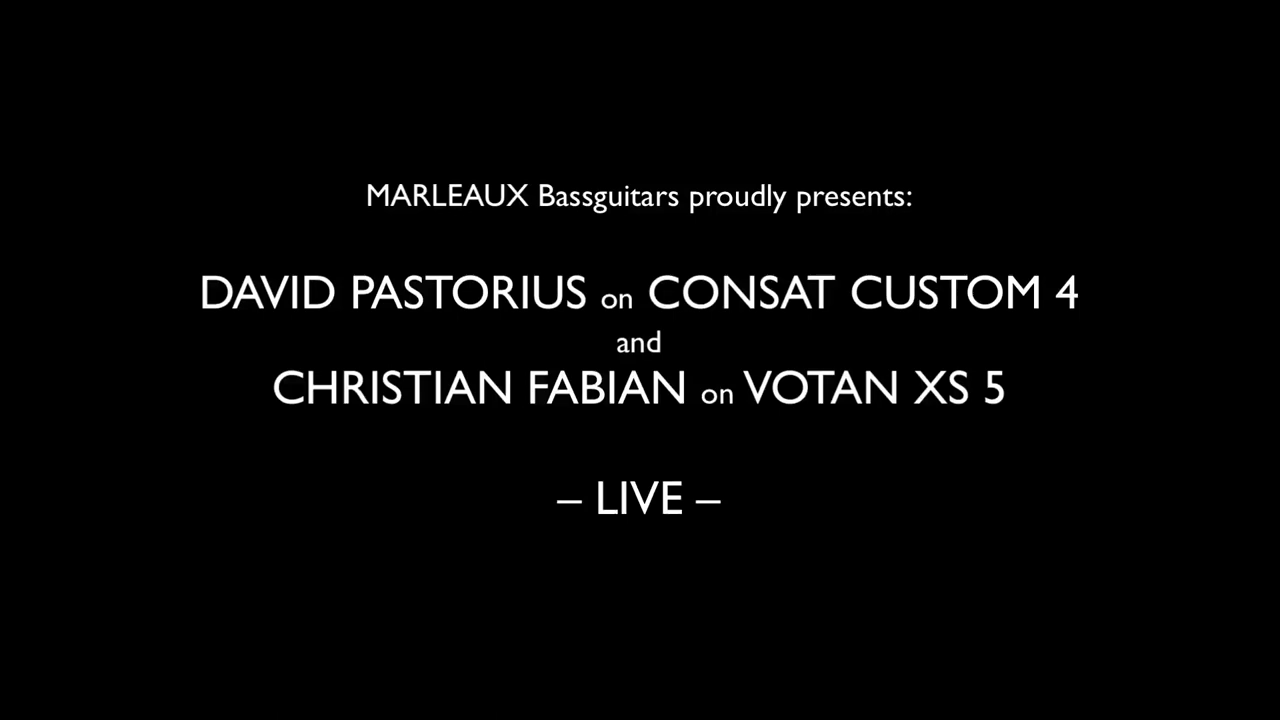 MARLEAUX Bassguitars proudly presents:
DAVID PASTORIUS on CONSAT CUSTOM 4
and
CHRISTIAN FABIAN on VOTAN XS 5
– LIVE –